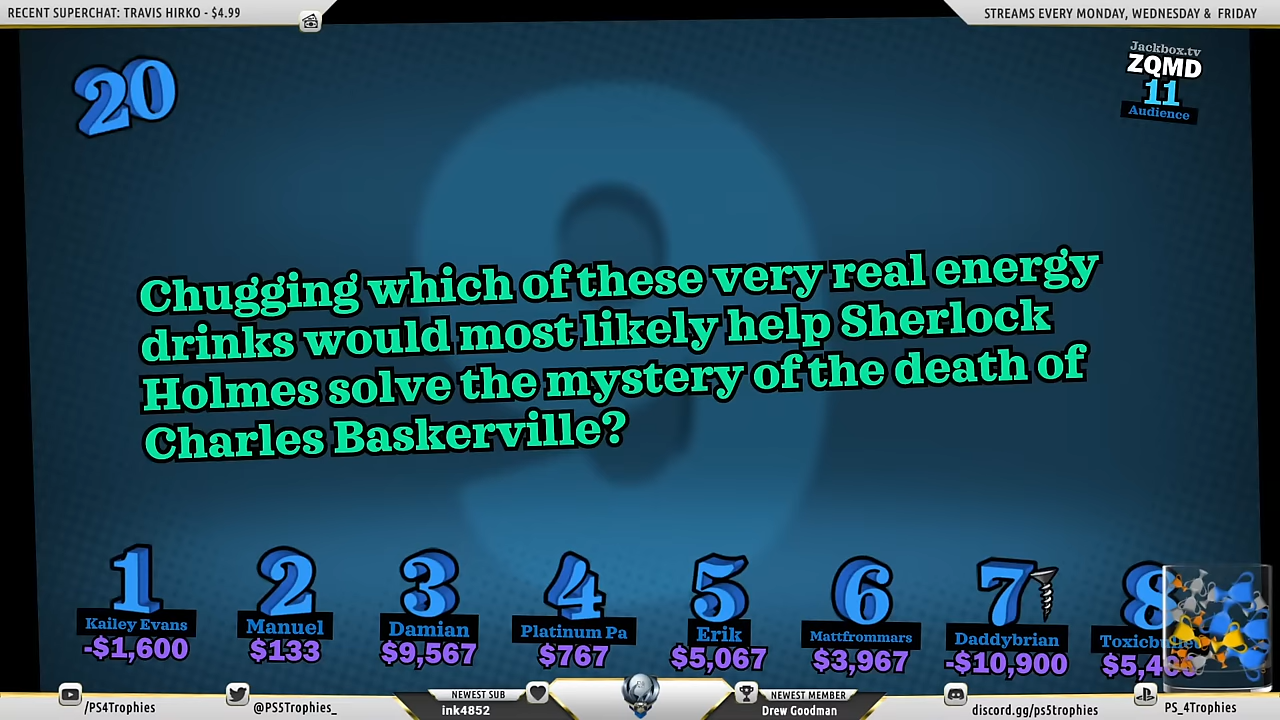 RECENT SUPERCHAT: TRAVIS HIRKO - $4.99
STREAMS EVERY MONDAY, WEDNESDAY & FRIDAY
20
Jackbox.tv
ZQMD
11
Audience
9
Chugging which of these very real energy
drinks would most likely help Sherlock
Holmes solve the mystery of the death of
Charles Baskerville?
1 2 3 4 5 6 7 8
Kailey Evans Manuel Damian Platinum Pa Erik Mattfrommars Daddybrian
-$1,600 $133 $9,567 $767 $5,067 $3,967 -$10,900
NEWEST SUB NEWEST MEMBER
/PS4Trophies @PS5Trophies_ ink4852 Drew Goodman discord.gg/ps5trophies PS_4Trophies